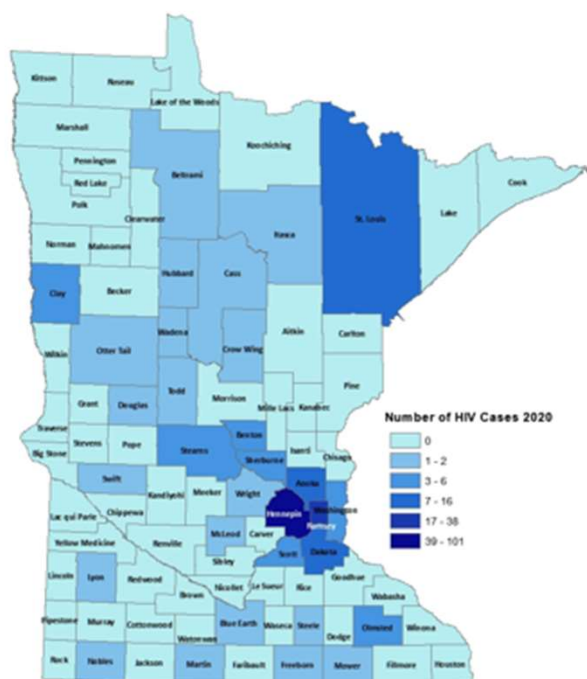 Kittson
Roseau
Lake of the Woods
Marshall
Koochiching
Pennington
Beltrami
Red Lake
Cook
Polk
Clearwater
St. Louis
Lake
Itasca
Norman
Mahnomen
Hubbard
Cass
Clay
Becker
Aitkin
Wadena
Carlton
Crow Wing
Otter Tail
Wilkin
Pine
Todd
Morrison
Grant
Douglas
Mille Lacs
Kanabec
Traverse
Benton
Stevens
Pope
Stearns
Isanti
Big Stone
Sherburne
Chisago
Swift
Anoka
Kandiyohi
Meeker
Wright
Washington
Lac qui Parle
Chippewa
Hennepin
Ramsey
McLeod
Carver
Yellow Medicine
Renville
Scott
Dakota
Sibley
Lincoln
Lyon
Redwood
Nicollet
Le Sueur
Rice
Goodhue
Brown
Wabasha
Pipestone
Murray
Cottonwood
Watonwan
Blue Earth
Waseca
Steele
Dodge
Olmsted
Winona
Rock
Nobles
Jackson
Martin
Faribault
Freeborn
Mower
Fillmore
Houston
Number of HIV Cases 2020
0
1 - 2
3 - 6
7 - 16
17 - 38
39 - 101